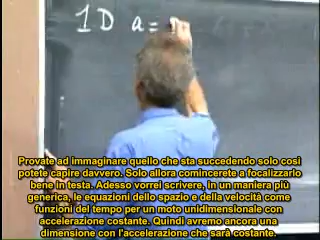 1 D a =
Provate ad immaginare quello che sta succedendo solo così
potete capire davvero. Solo allora comincerete a focalizzarlo
bene in testa. Adesso vorrei scrivere, in un maniera più
generica, le equazioni dello spazio e della velocità come
funzioni del tempo per un moto unidimensionale con
accelerazione costante. Quindi avremo ancora una
dimensione con l'accelerazione che sarà costante.